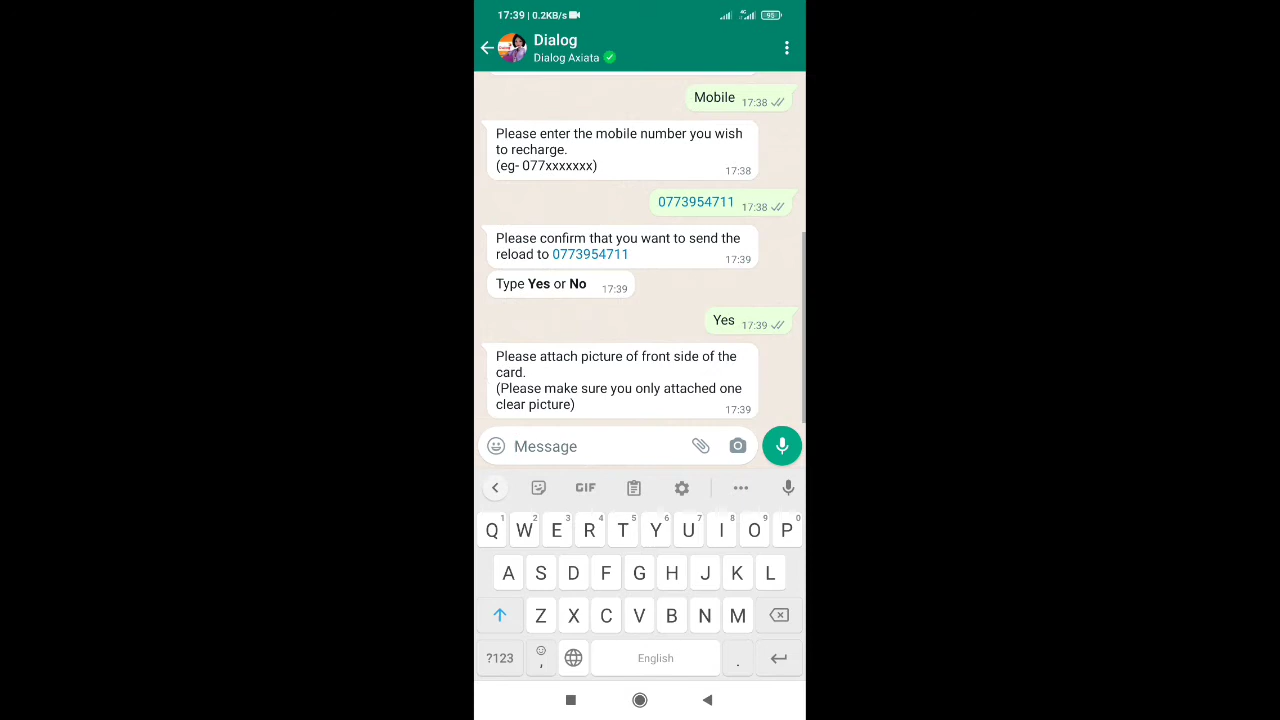 17:39 | 0.2KB/s
4G
95
Dialog
Dialog Axiata
Mobile 17:38
Please enter the mobile number you wish
to recharge.
(eg- 077xxxxxxx) 17:38
0773954711 17:38
Please confirm that you want to send the
reload to 0773954711 17:39
Type Yes or No 17:39
Yes 17:39
Please attach picture of front side of the
card.
(Please make sure you only attached one
clear picture) 17:39
Message
GIF
1 2 3 4 5 6 7 8 9 0
Q W E R T Y U I O P
A S D F G H J K L
Z X C V B N M
?123 , English .